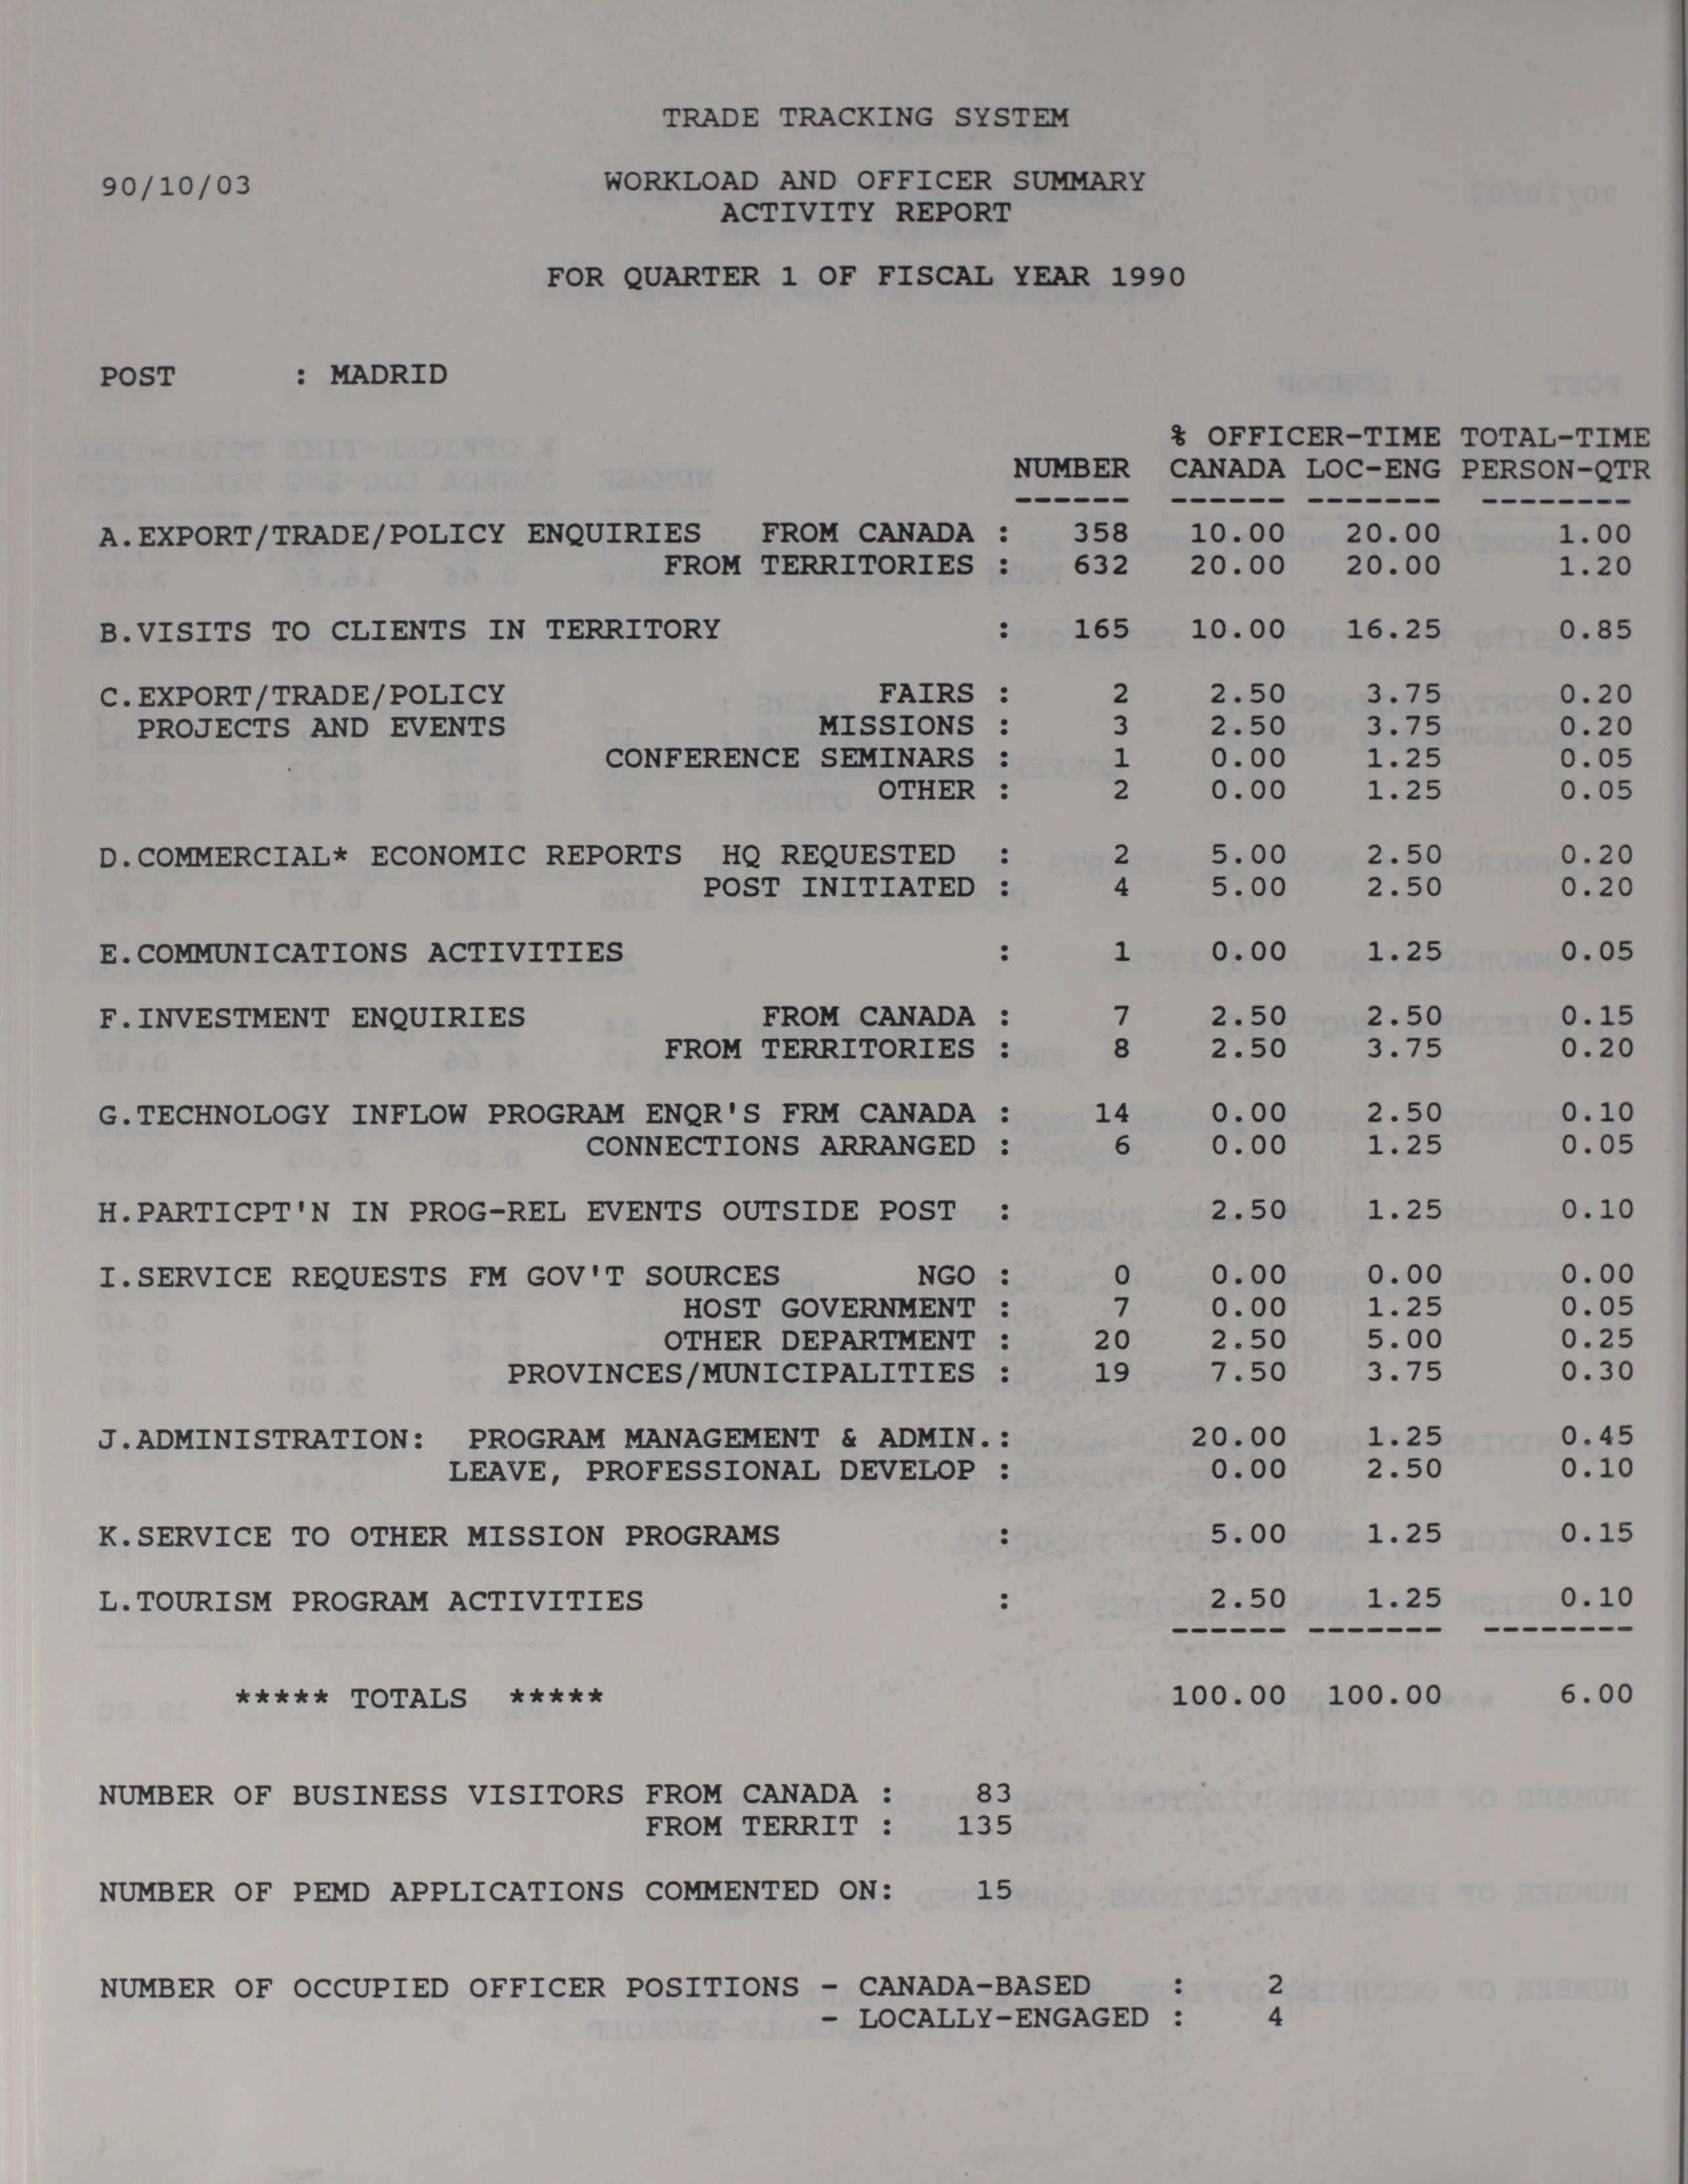 TRADE TRACKING SYSTEM
90/10/03 WORKLOAD AND OFFICER SUMMARY
ACTIVITY REPORT
FOR QUARTER 1 OF FISCAL YEAR 1990
POST : MADRID
% OFFICER-TIME TOTAL-TIME
NUMBER CANADA LOC-ENG PERSON-QTR
------ ------ ------- --------
A.EXPORT/TRADE/POLICY ENQUIRIES FROM CANADA : 358 10.00 20.00 1.00
FROM TERRITORIES : 632 20.00 20.00 1.20
B.VISITS TO CLIENTS IN TERRITORY : 165 10.00 16.25 0.85
C.EXPORT/TRADE/POLICY FAIRS : 2 2.50 3.75 0.20
PROJECTS AND EVENTS MISSIONS : 3 2.50 3.75 0.20
CONFERENCE SEMINARS : 1 0.00 1.25 0.05
OTHER : 2 0.00 1.25 0.05
D.COMMERCIAL* ECONOMIC REPORTS HQ REQUESTED : 2 5.00 2.50 0.20
POST INITIATED : 4 5.00 2.50 0.20
E.COMMUNICATIONS ACTIVITIES : 1 0.00 1.25 0.05
F.INVESTMENT ENQUIRIES FROM CANADA : 7 2.50 2.50 0.15
FROM TERRITORIES : 8 2.50 3.75 0.20
G.TECHNOLOGY INFLOW PROGRAM ENQR'S FRM CANADA : 14 0.00 2.50 0.10
CONNECTIONS ARRANGED : 6 0.00 1.25 0.05
H.PARTICPT'N IN PROG-REL EVENTS OUTSIDE POST : 2.50 1.25 0.10
I.SERVICE REQUESTS FM GOV'T SOURCES NGO : 0 0.00 0.00 0.00
HOST GOVERNMENT : 7 0.00 1.25 0.05
OTHER DEPARTMENT : 20 2.50 5.00 0.25
PROVINCES/MUNICIPALITIES : 19 7.50 3.75 0.30
J.ADMINISTRATION: PROGRAM MANAGEMENT & ADMIN.: 20.00 1.25 0.45
LEAVE, PROFESSIONAL DEVELOP : 0.00 2.50 0.10
K.SERVICE TO OTHER MISSION PROGRAMS : 5.00 1.25 0.15
L.TOURISM PROGRAM ACTIVITIES : 2.50 1.25 0.10
------ ------- --------
***** TOTALS ***** 100.00 100.00 6.00
NUMBER OF BUSINESS VISITORS FROM CANADA : 83
FROM TERRIT : 135
NUMBER OF PEMD APPLICATIONS COMMENTED ON: 15
NUMBER OF OCCUPIED OFFICER POSITIONS - CANADA-BASED : 2
- LOCALLY-ENGAGED : 4